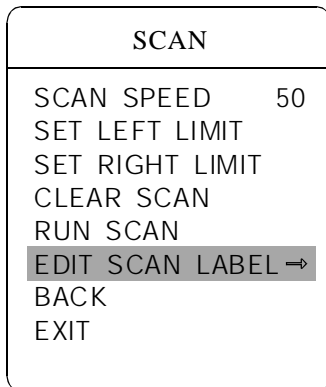 SCAN
SCAN SPEED 50
SET LEFT LIMIT
SET RIGHT LIMIT
CLEAR SCAN
RUN SCAN
EDIT SCAN LABEL ⇒
BACK
EXIT